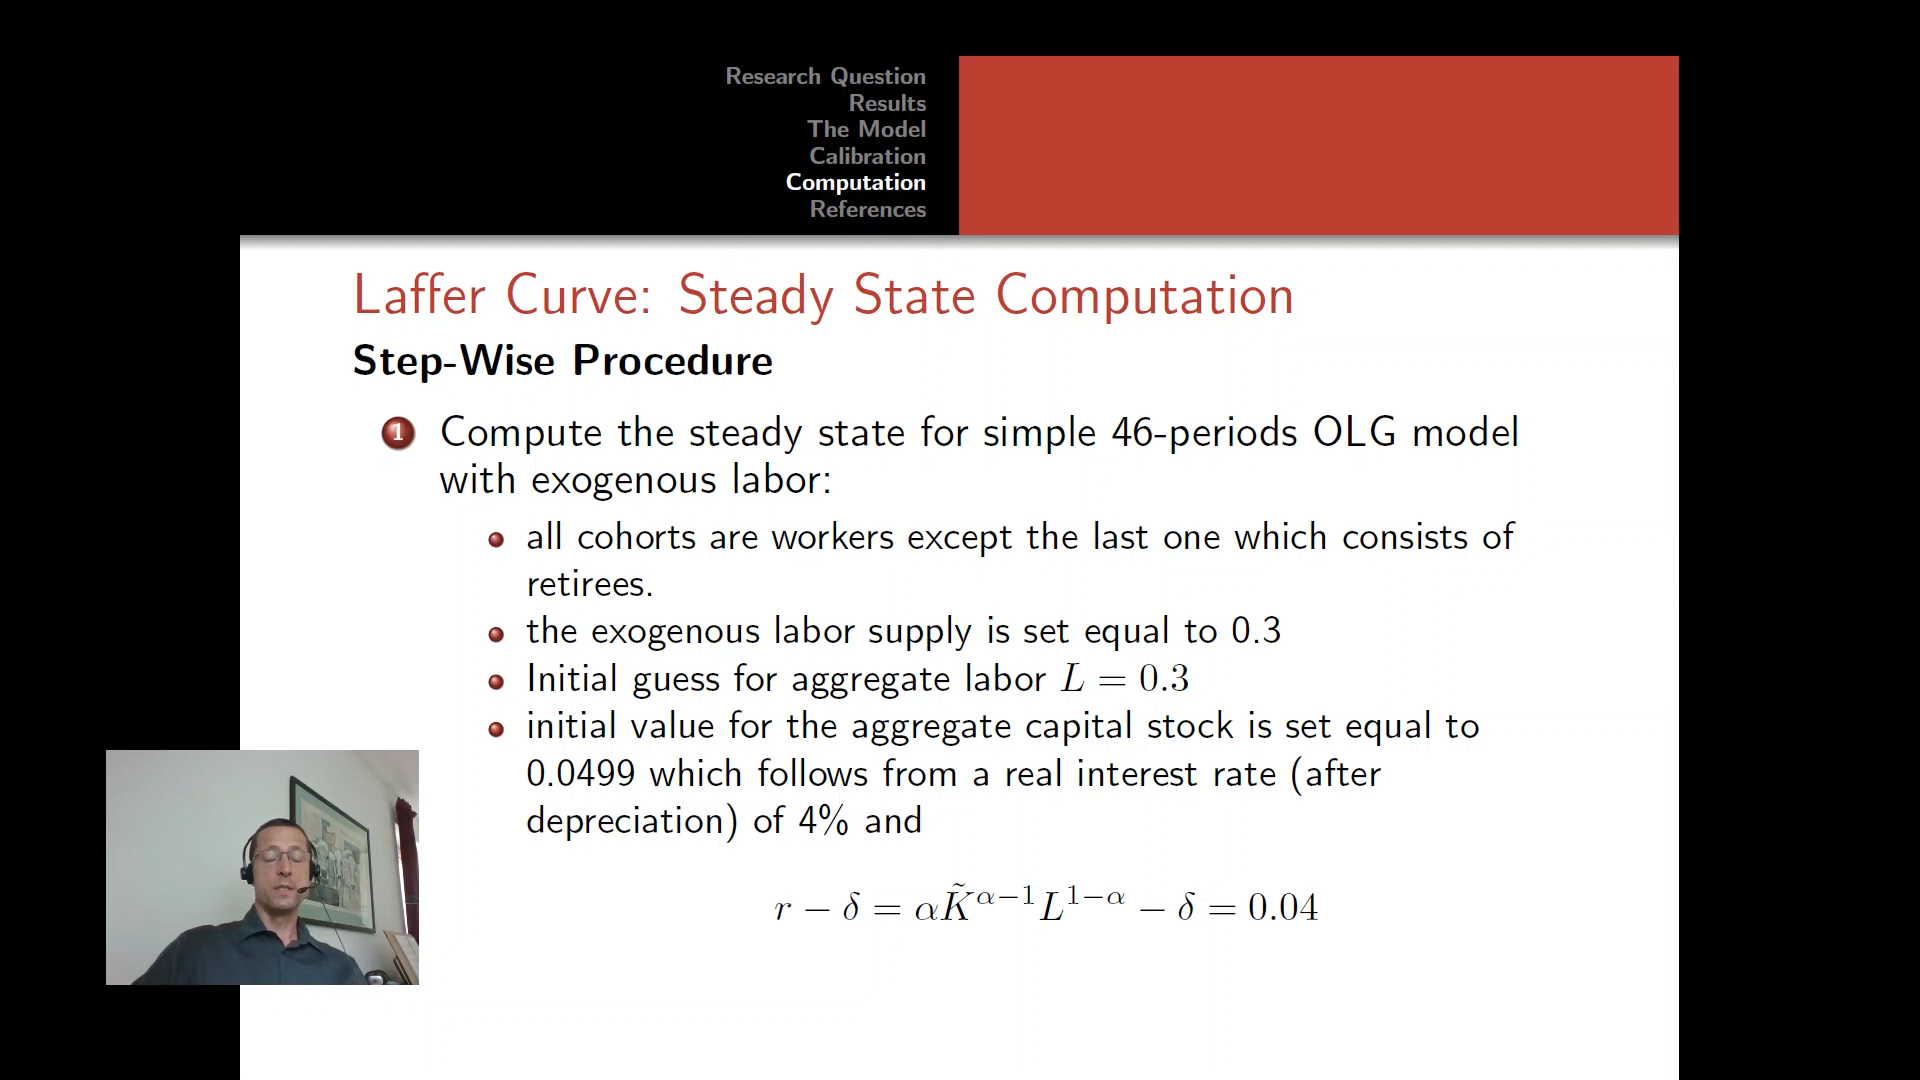 Research Question
Results
The Model
Calibration
Computation
References
Laffer Curve: Steady State Computation
Step-Wise Procedure
1 Compute the steady state for simple 46-periods OLG model
with exogenous labor:
all cohorts are workers except the last one which consists of
retirees.
the exogenous labor supply is set equal to 0.3
Initial guess for aggregate labor L = 0.3
initial value for the aggregate capital stock is set equal to
0.0499 which follows from a real interest rate (after
depreciation) of 4% and
r − δ = αK̃^{α−1}L^{1−α} − δ = 0.04